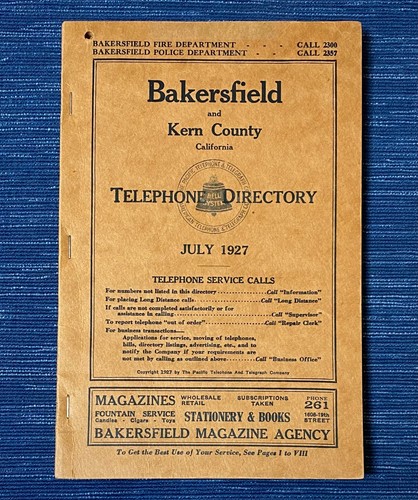 BAKERSFIELD FIRE DEPARTMENT - - - CALL 2300
BAKERSFIELD POLICE DEPARTMENT - - CALL 2357
Bakersfield
and
Kern County
California
TELEPHONE DIRECTORY
BELL SYSTEM
JULY 1927
TELEPHONE SERVICE CALLS
For numbers not listed in this directory....................Call "Information"
For placing Long Distance calls....................Call "Long Distance"
If calls are not completed satisfactorily or for
assistance in calling....................Call "Supervisor"
To report telephone "out of order"....................Call "Repair Clerk"
For business transactions....
Applications for service, moving of telephones,
bills, directory listings, advertising, etc., and to
notify the Company if your requirements are
not met by calling as outlined above......Call "Business Office"
Copyright 1927 by The Pacific Telephone And Telegraph Company
MAGAZINES WHOLESALE RETAIL SUBSCRIPTIONS TAKEN PHONE 261
FOUNTAIN SERVICE Candies - Cigars - Toys STATIONERY & BOOKS 1606-19th STREET
BAKERSFIELD MAGAZINE AGENCY
To Get the Best Use of Your Service, See Pages I to VIII